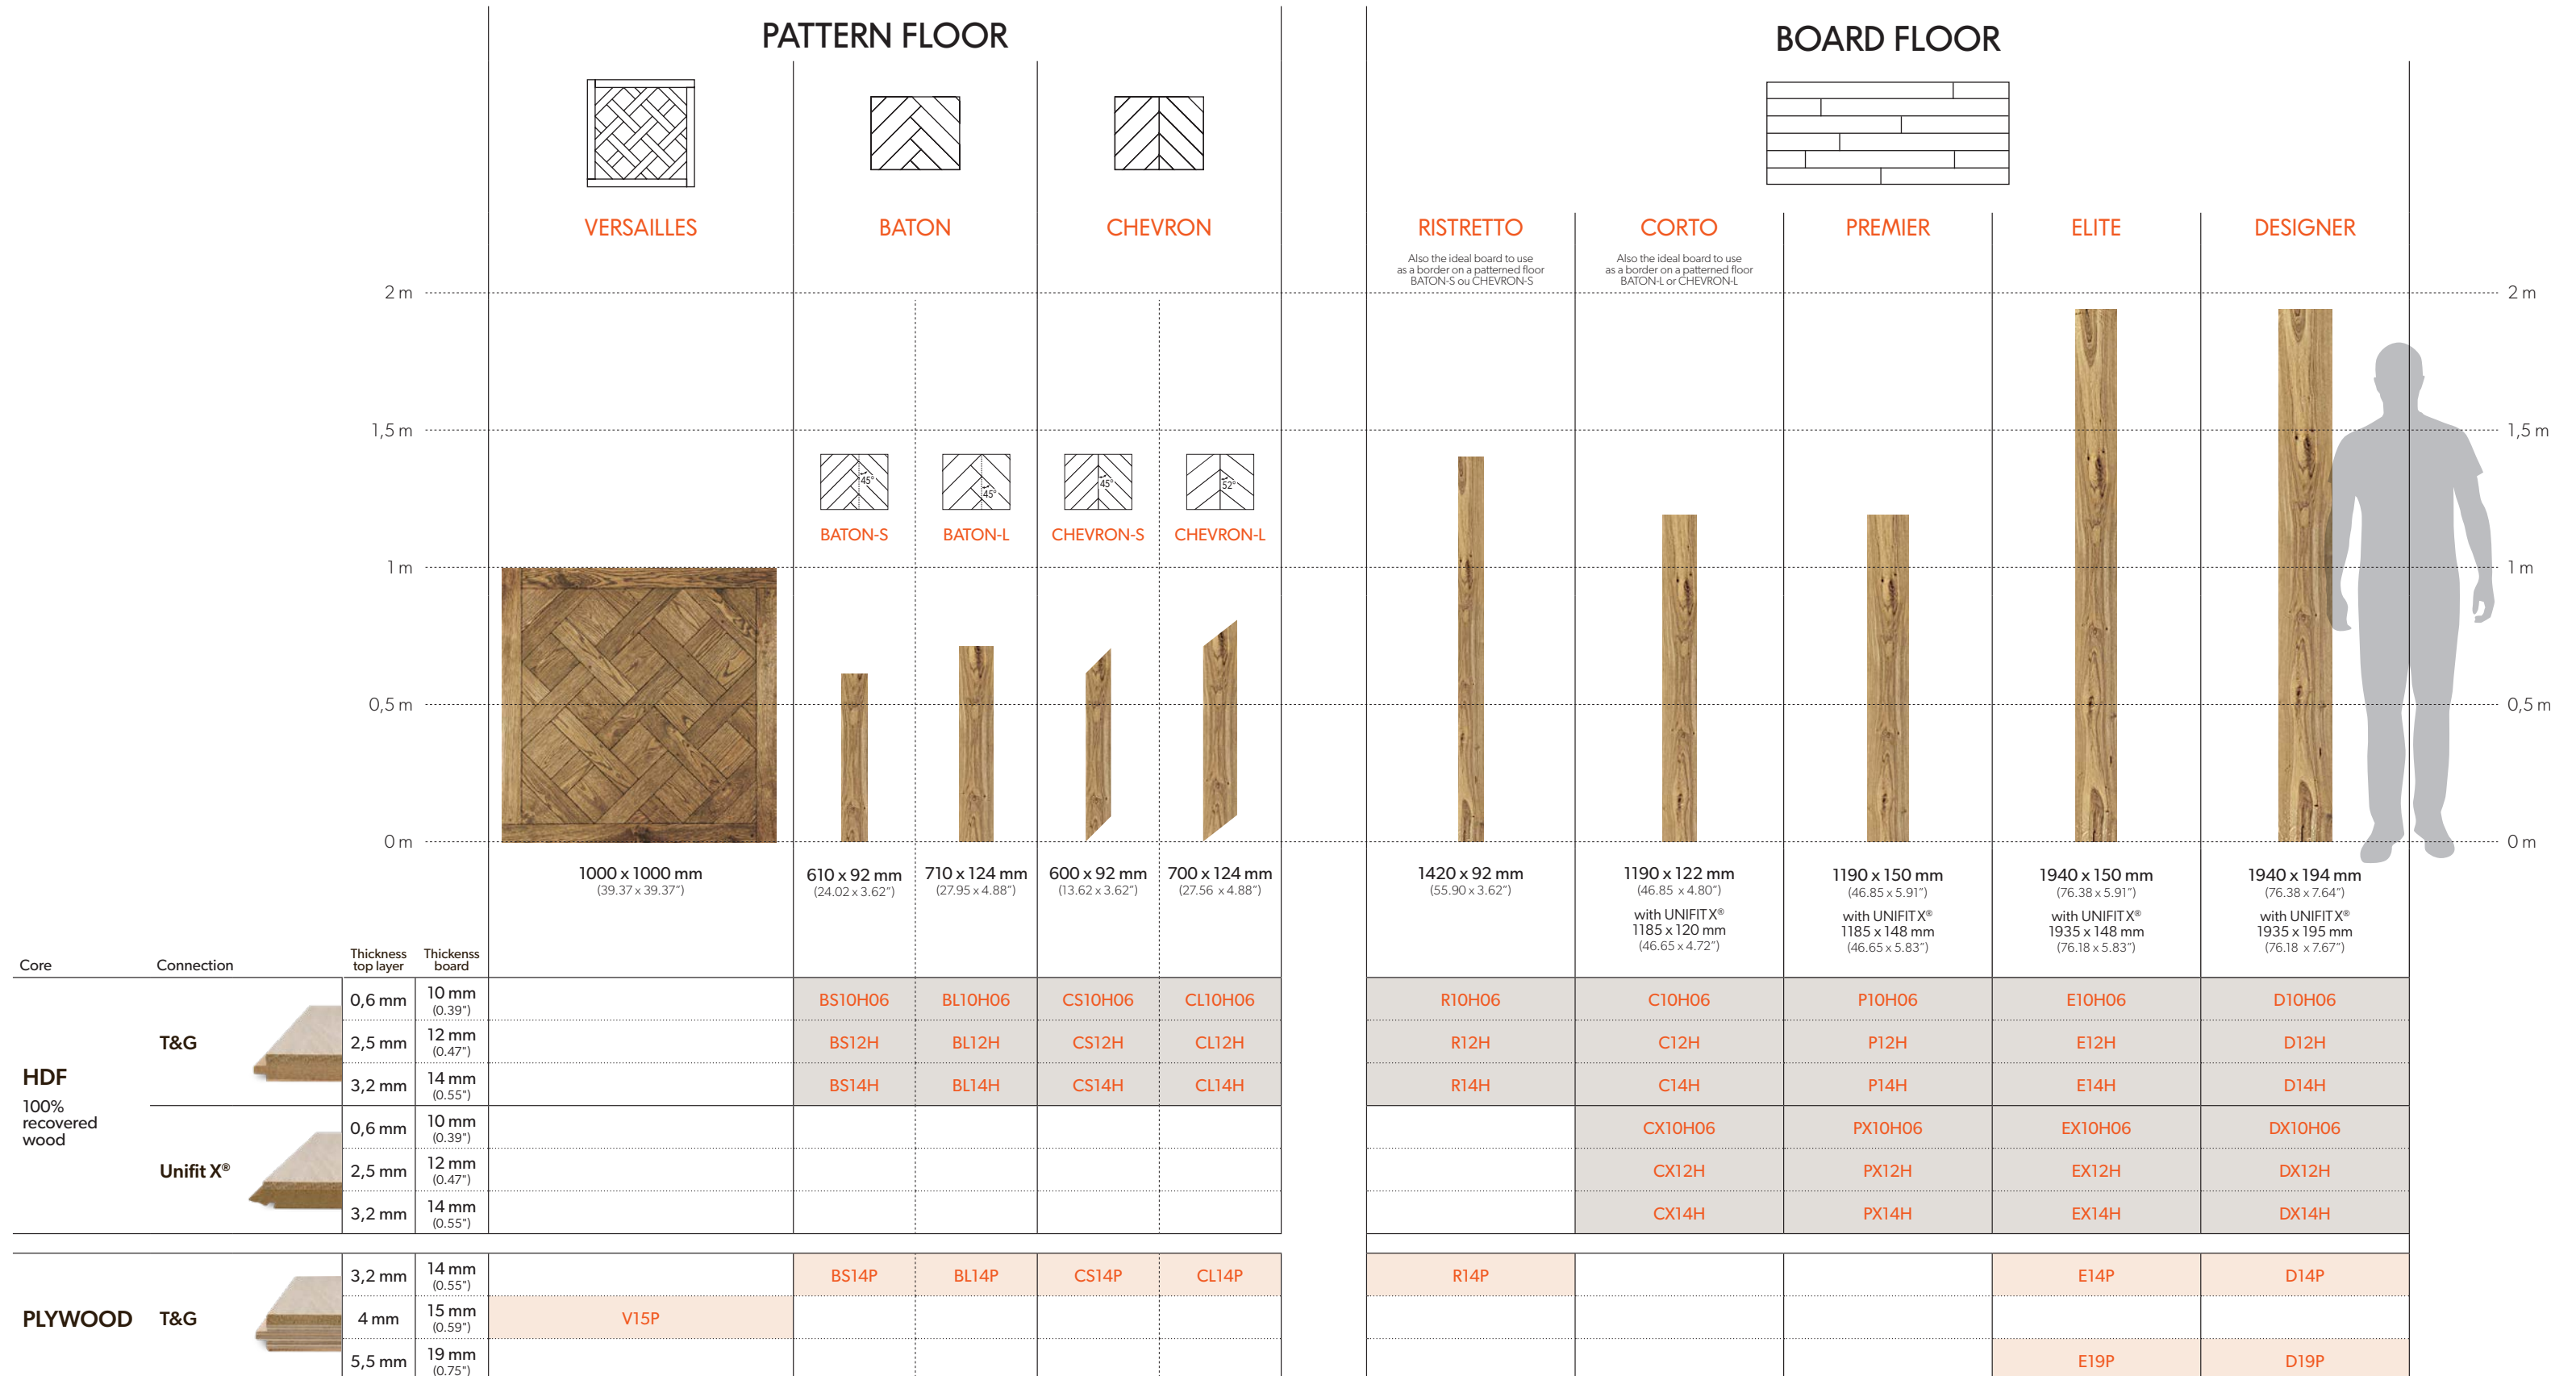 PATTERN FLOOR
BOARD FLOOR
VERSAILLES
BATON
CHEVRON
RISTRETTO
CORTO
PREMIER
ELITE
DESIGNER
Also the ideal board to use
as a border on a patterned floor
BATON-S ou CHEVRON-S
Also the ideal board to use
as a border on a patterned floor
BATON-L or CHEVRON-L
2 m
2 m
1,5 m
1,5 m
45°
45°
45°
52°
BATON-S
BATON-L
CHEVRON-S
CHEVRON-L
1 m
1 m
0,5 m
0,5 m
0 m
0 m
1000 x 1000 mm
(39.37 x 39.37")
610 x 92 mm
(24.02 x 3.62")
710 x 124 mm
(27.95 x 4.88")
600 x 92 mm
(13.62 x 3.62")
700 x 124 mm
(27.56 x 4.88")
1420 x 92 mm
(55.90 x 3.62")
1190 x 122 mm
(46.85 x 4.80")
with UNIFIT X®
1185 x 120 mm
(46.65 x 4.72")
1190 x 150 mm
(46.85 x 5.91")
with UNIFIT X®
1185 x 148 mm
(46.65 x 5.83")
1940 x 150 mm
(76.38 x 5.91")
with UNIFIT X®
1935 x 148 mm
(76.18 x 5.83")
1940 x 194 mm
(76.38 x 7.64")
with UNIFIT X®
1935 x 195 mm
(76.18 x 7.67")
Core
Connection
Thickness
top layer
Thickenss
board
HDF
100%
recovered
wood
T&G
0,6 mm
10 mm
(0.39")
BS10H06
BL10H06
CS10H06
CL10H06
R10H06
C10H06
P10H06
E10H06
D10H06
2,5 mm
12 mm
(0.47")
BS12H
BL12H
CS12H
CL12H
R12H
C12H
P12H
E12H
D12H
3,2 mm
14 mm
(0.55")
BS14H
BL14H
CS14H
CL14H
R14H
C14H
P14H
E14H
D14H
Unifit X®
0,6 mm
10 mm
(0.39")
CX10H06
PX10H06
EX10H06
DX10H06
2,5 mm
12 mm
(0.47")
CX12H
PX12H
EX12H
DX12H
3,2 mm
14 mm
(0.55")
CX14H
PX14H
EX14H
DX14H
PLYWOOD
T&G
3,2 mm
14 mm
(0.55")
BS14P
BL14P
CS14P
CL14P
R14P
E14P
D14P
4 mm
15 mm
(0.59")
V15P
5,5 mm
19 mm
(0.75")
E19P
D19P